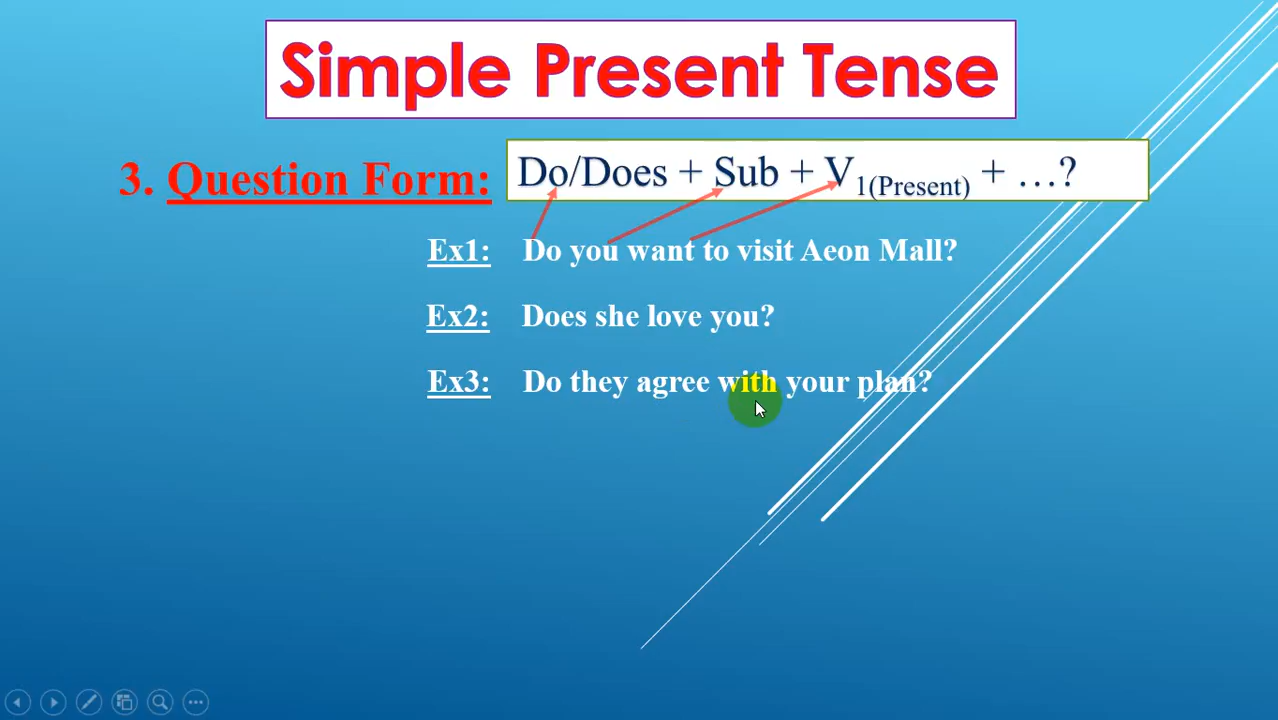 Simple Present Tense
3. Question Form: Do/Does + Sub + V1(Present) + …?
Ex1: Do you want to visit Aeon Mall?
Ex2: Does she love you?
Ex3: Do they agree with your plan?